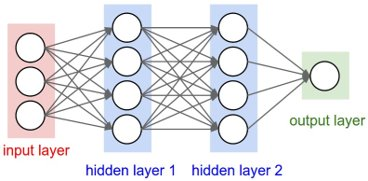 input layer
hidden layer 1
hidden layer 2
output layer